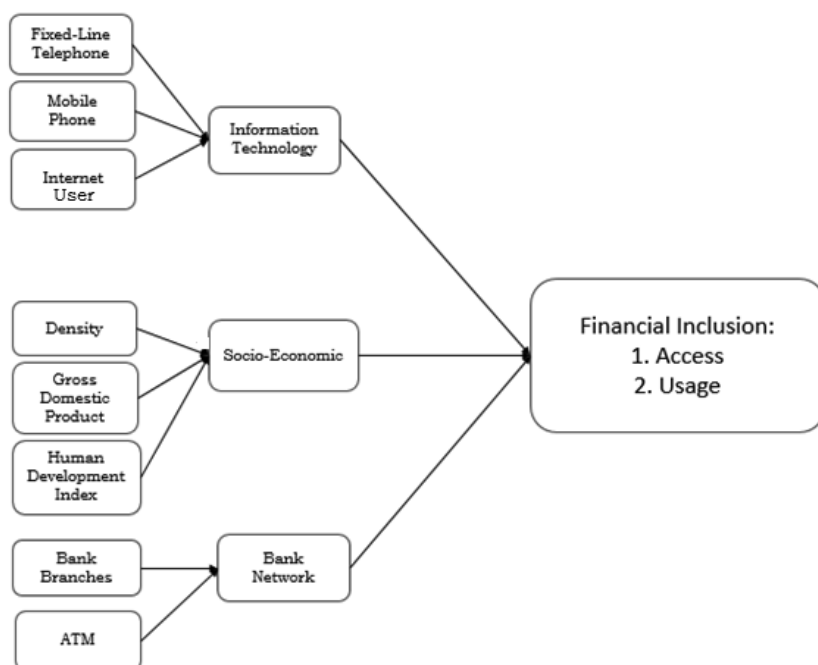 Fixed-Line
Telephone
Mobile
Phone
Internet
User
Information
Technology
Density
Gross
Domestic
Product
Human
Development
Index
Socio-Economic
Bank
Branches
ATM
Bank
Network
Financial Inclusion:
1. Access
2. Usage